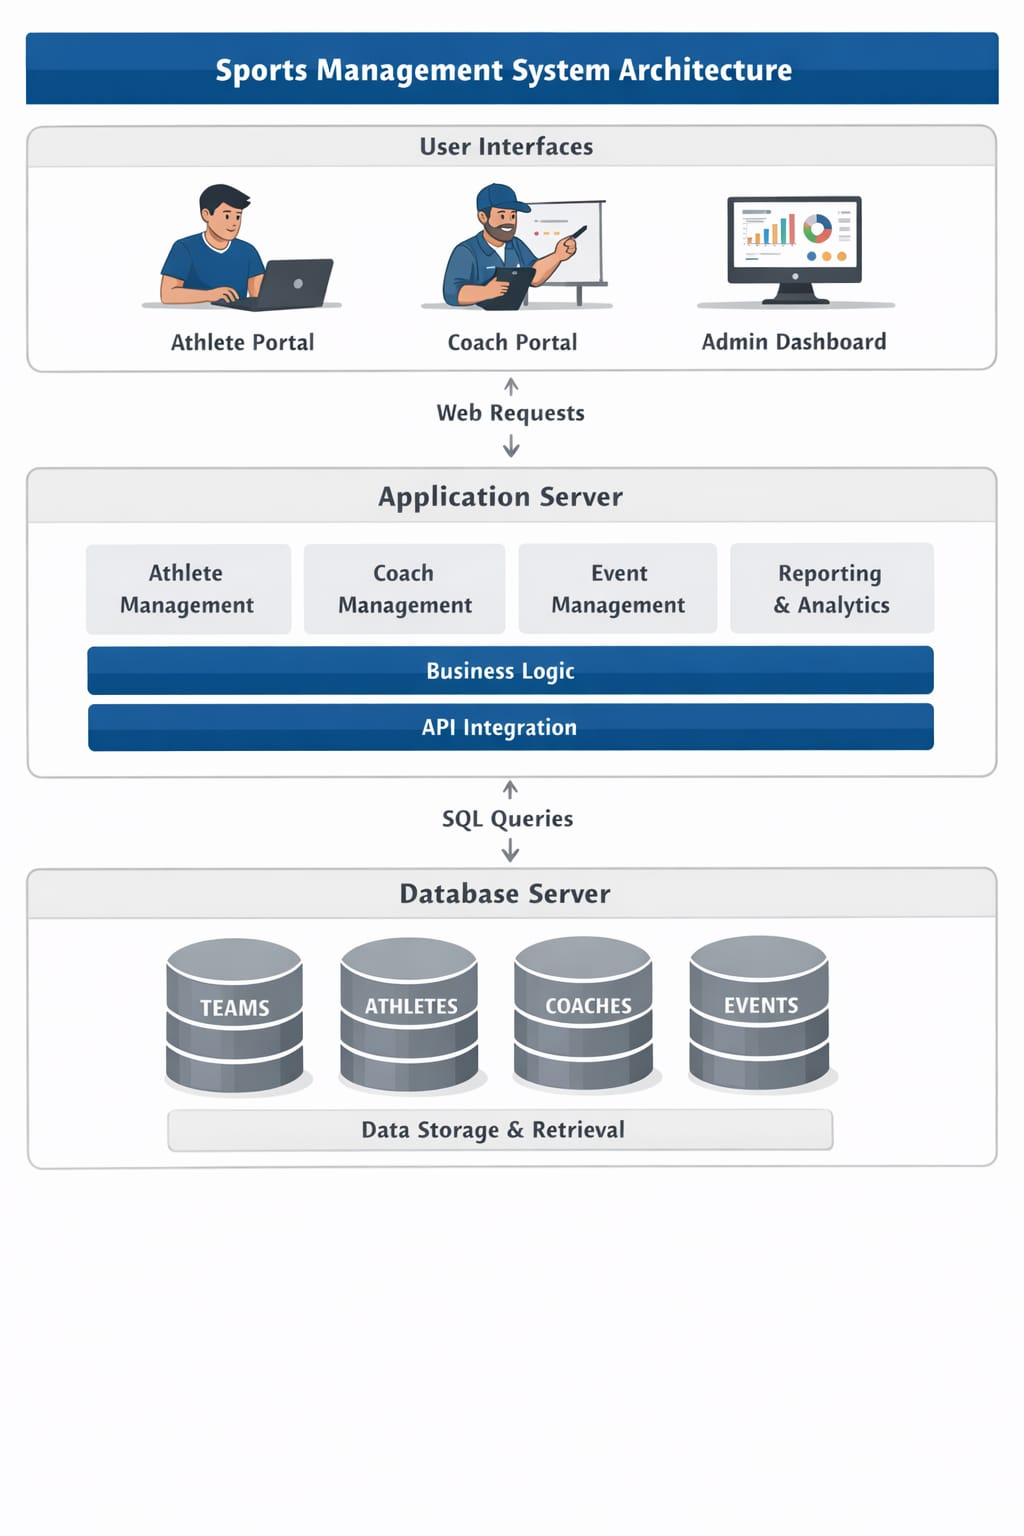 Sports Management System Architecture
User Interfaces
Athlete Portal
Coach Portal
Admin Dashboard
Web Requests
Application Server
Athlete
Management
Coach
Management
Event
Management
Reporting
& Analytics
Business Logic
API Integration
SQL Queries
Database Server
TEAMS
ATHLETES
COACHES
EVENTS
Data Storage & Retrieval